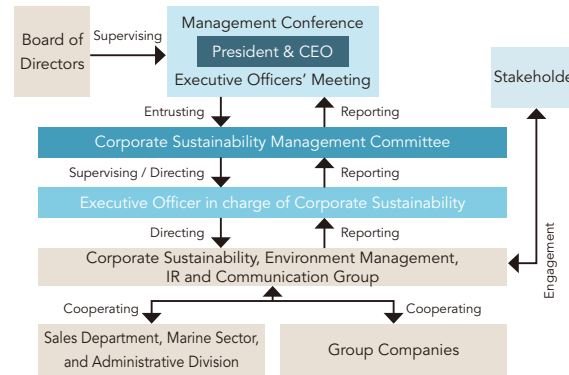 Board of
Directors
Supervising
Management Conference
President & CEO
Executive Officers' Meeting
Stakeholde
Entrusting
Reporting
Corporate Sustainability Management Committee
Supervising / Directing
Reporting
Executive Officer in charge of Corporate Sustainability
Directing
Reporting
Engagement
Corporate Sustainability, Environment Management,
IR and Communication Group
Cooperating
Cooperating
Sales Department, Marine Sector,
and Administrative Division
Group Companies